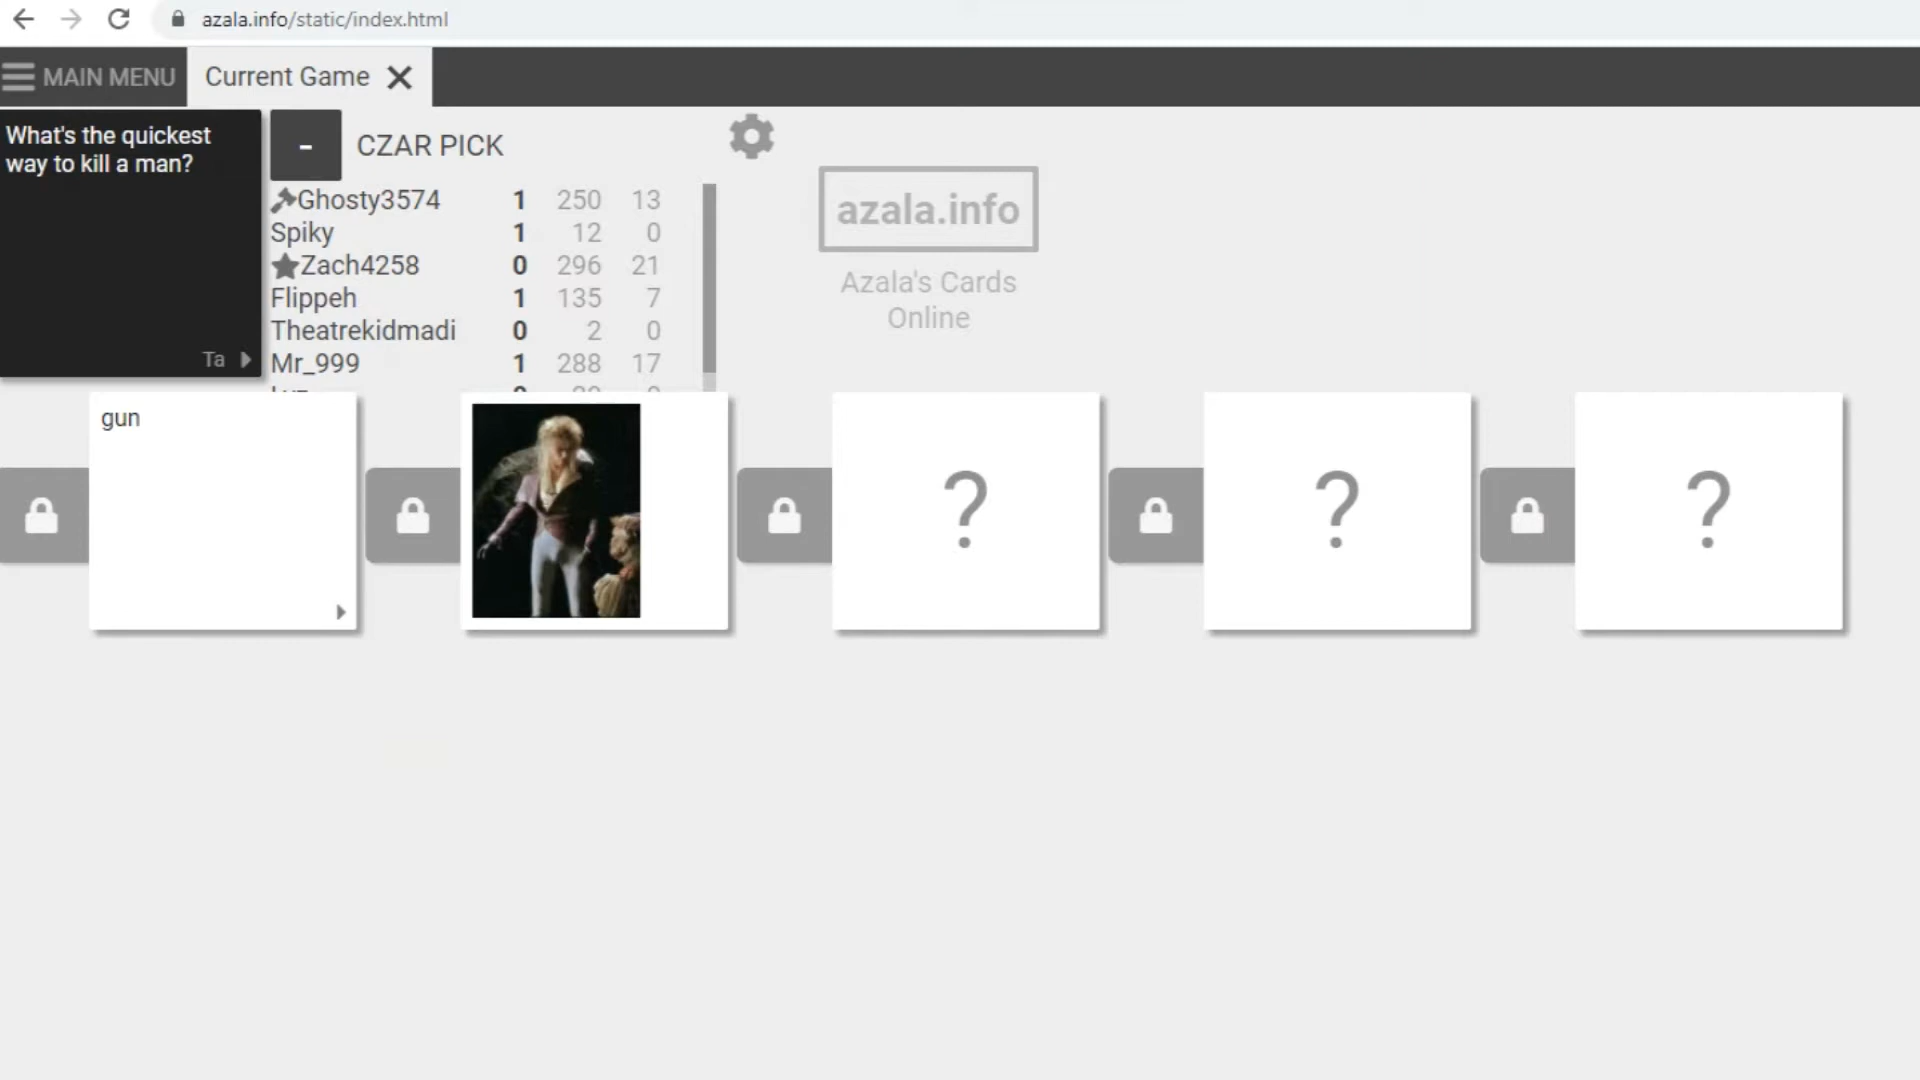 azala.info/static/index.html
MAIN MENU
Current Game
What's the quickest
way to kill a man?
Ta
-
CZAR PICK
Ghosty3574 1 250 13
Spiky 1 12 0
Zach4258 0 296 21
Flippeh 1 135 7
Theatrekidmadi 0 2 0
Mr_999 1 288 17
azala.info
Azala's Cards
Online
gun
?
?
?